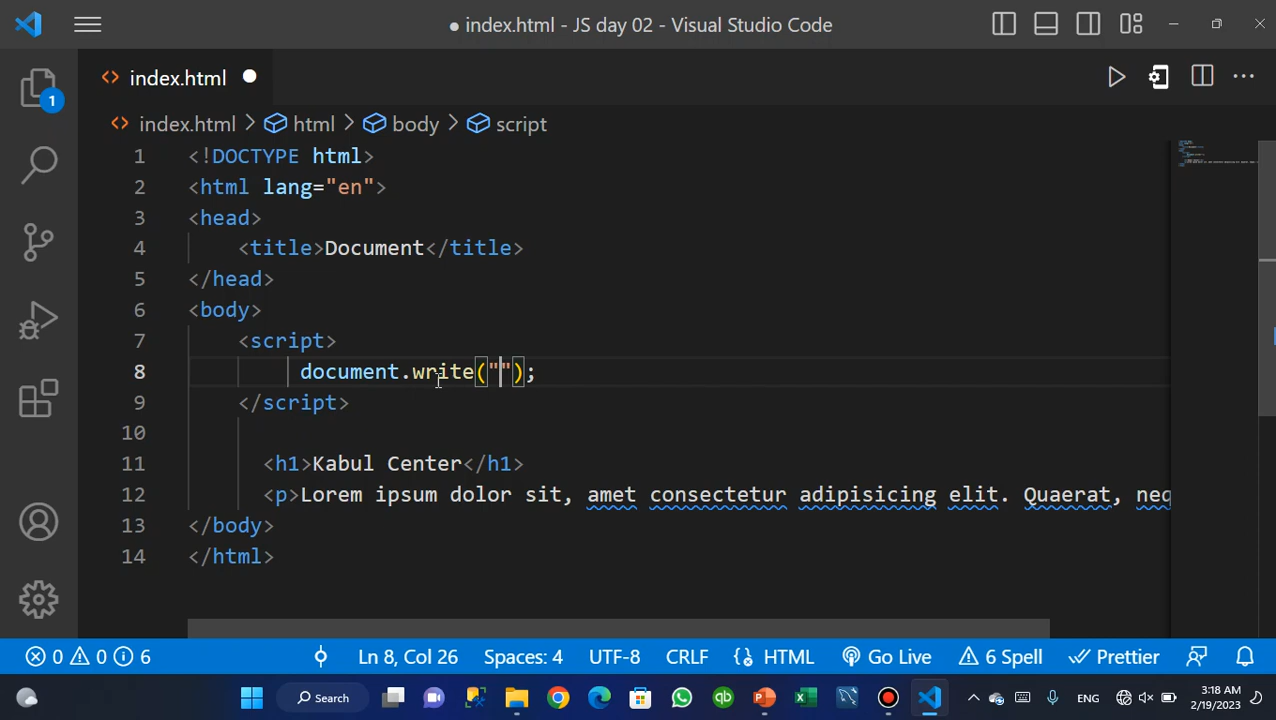 index.html - JS day 02 - Visual Studio Code
index.html
index.html > html > body > script
1 <!DOCTYPE html>
2 <html lang="en">
3 <head>
4 <title>Document</title>
5 </head>
6 <body>
7 <script>
8 document.write("");
9 </script>
10
11 <h1>Kabul Center</h1>
12 <p>Lorem ipsum dolor sit, amet consectetur adipisicing elit. Quaerat, neq
13 </body>
14 </html>
1
0 0 6 Ln 8, Col 26 Spaces: 4 UTF-8 CRLF HTML Go Live 6 Spell Prettier
Search ENG 3:18 AM
2/19/2023